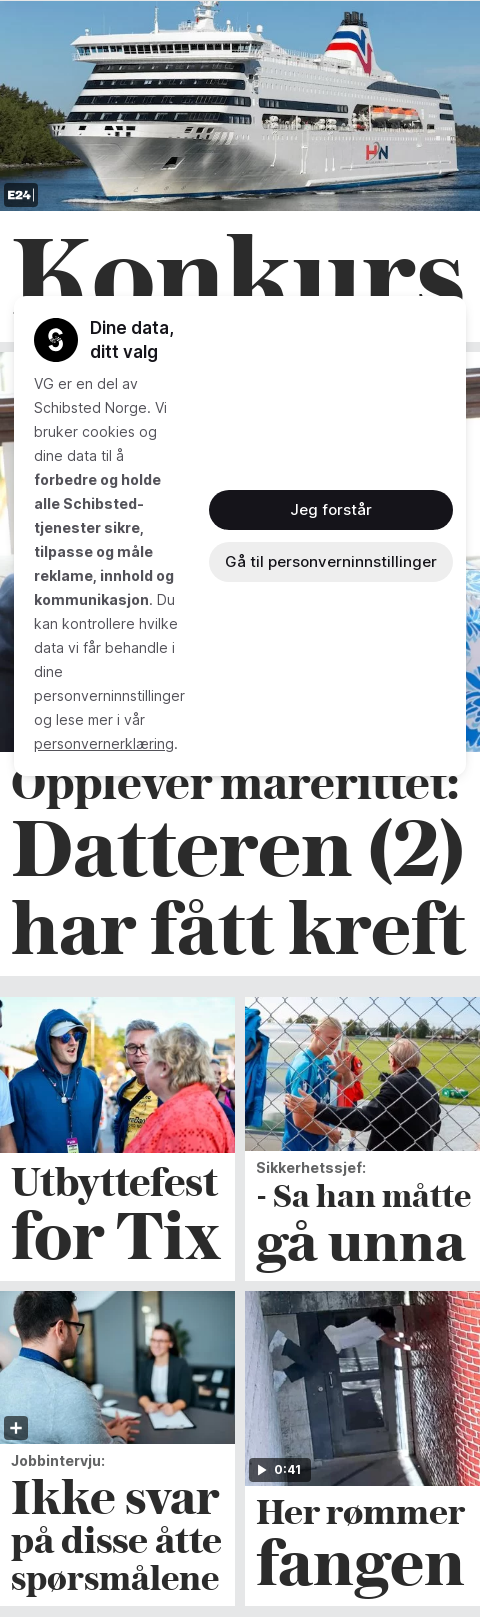 HN
E24
Konkurs
Dine data,
ditt valg
VG er en del av
Schibsted Norge. Vi
bruker cookies og
dine data til å
forbedre og holde
alle Schibsted-
tjenester sikre,
tilpasse og måle
reklame, innhold og
kommunikasjon. Du
kan kontrollere hvilke
data vi får behandle i
dine
personverninnstillinger
og lese mer i vår
personvernerklæring.
Jeg forstår
Gå til personverninnstillinger
Opplever marerittet:
Datteren (2)
har fått kreft
Utbyttefest
for Tix
Sikkerhetssjef:
- Sa han måtte
gå unna
Jobbintervju:
Ikke svar
på disse åtte
spørsmålene
0:41
Her rømmer
fangen